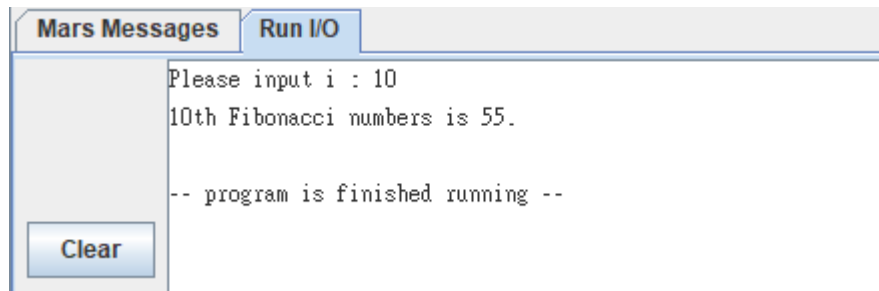 Mars Messages Run I/O
Please input i : 10
10th Fibonacci numbers is 55.
-- program is finished running --
Clear